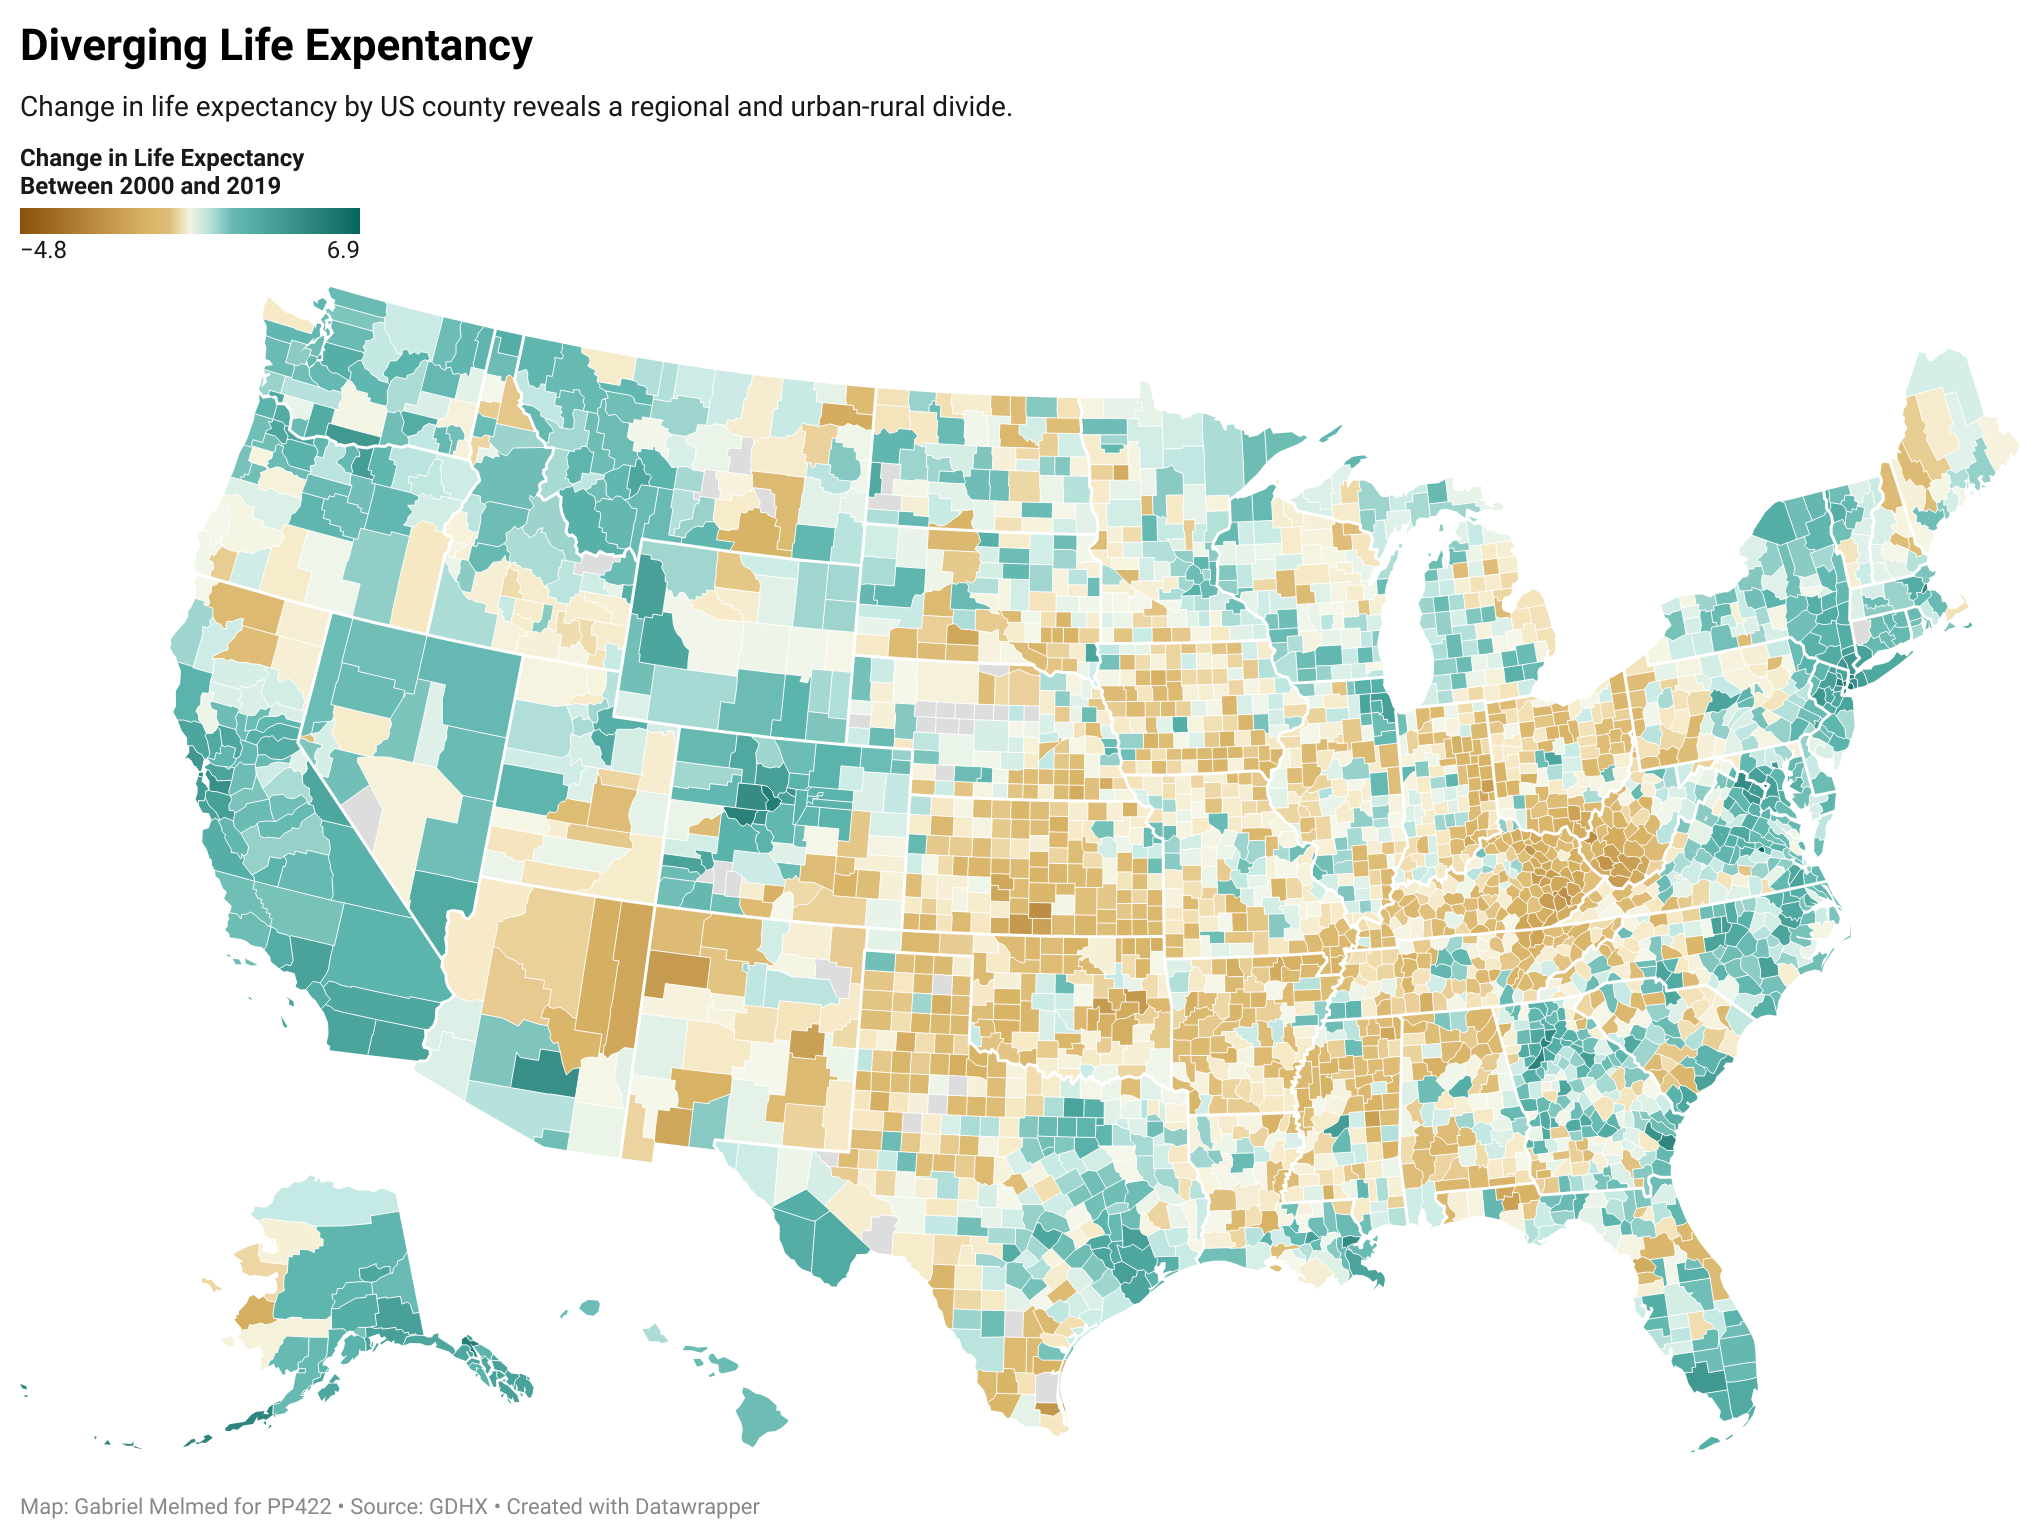 Diverging Life Expentancy
Change in life expectancy by US county reveals a regional and urban-rural divide.
Change in Life Expectancy
Between 2000 and 2019
−4.8 6.9
Map: Gabriel Melmed for PP422 • Source: GDHX • Created with Datawrapper